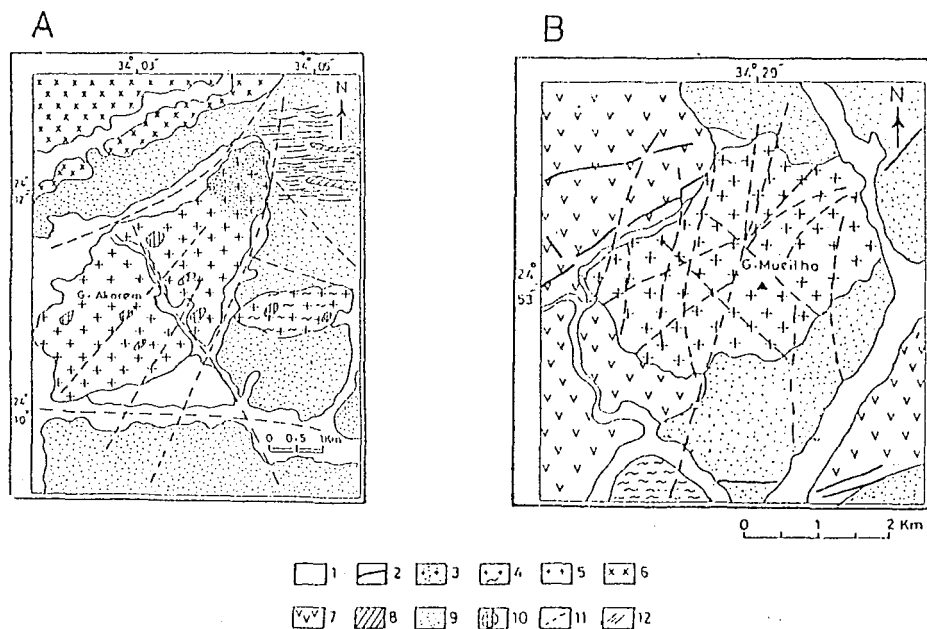 A
B
34° 03'
34° 05'
34° 29'
N
N
24°
12'
G. Akarem
24°
10'
0 0.5 1Km
G. Mueilha
24°
53'
0 1 2 Km
1 2 3 4 5 6
7 8 9 10 11 12